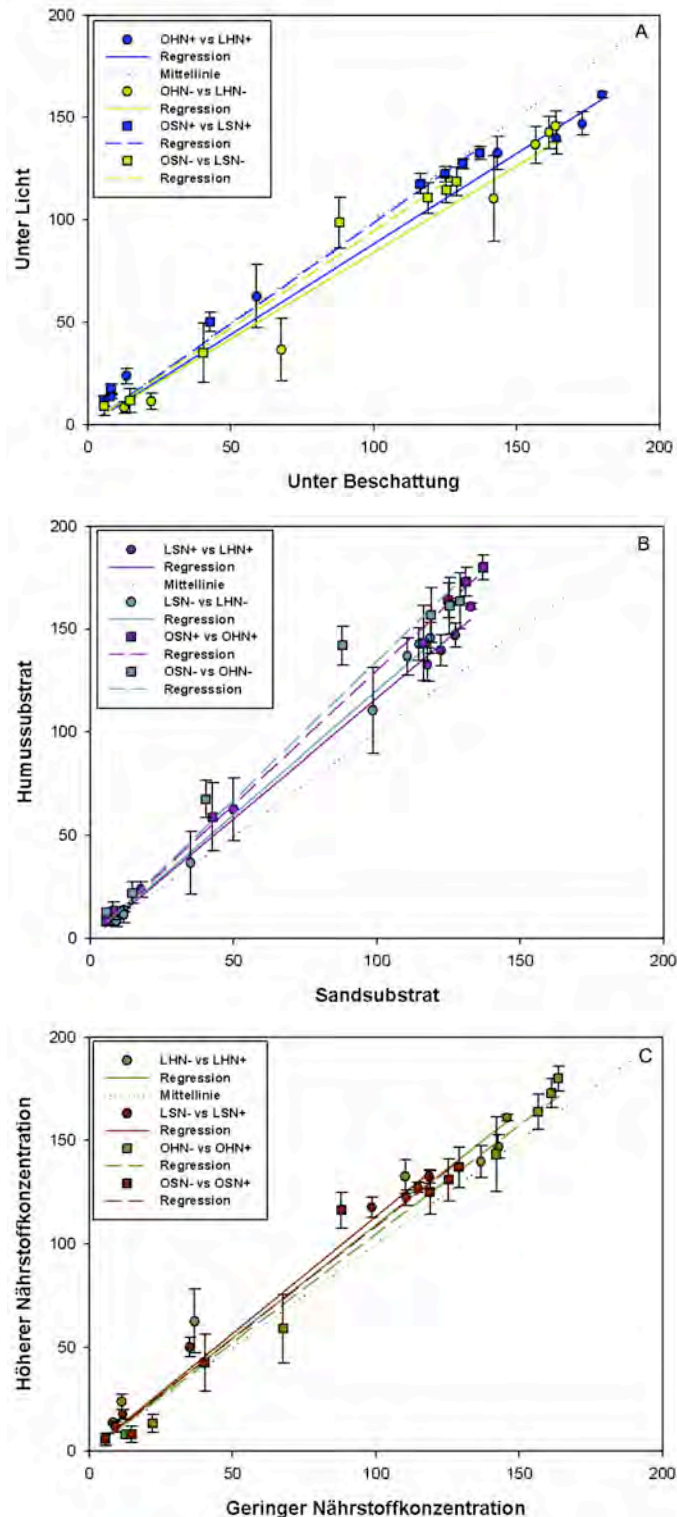 A
200
150
100
50
0
Unter Licht
OHN+ vs LHN+
Regression
Mittellinie
OHN- vs LHN-
Regression
OSN+ vs LSN+
Regression
OSN- vs LSN-
Regression
0 50 100 150 200
Unter Beschattung
B
200
150
100
50
0
Humussubstrat
LSN+ vs LHN+
Regression
Mittellinie
LSN- vs LHN-
Regression
OSN+ vs OHN+
Regression
OSN- vs OHN-
Regresssion
0 50 100 150 200
Sandsubstrat
C
200
150
100
50
0
Höherer Nährstoffkonzentration
LHN- vs LHN+
Regression
Mittellinie
LSN- vs LSN+
Regression
OHN- vs OHN+
Regression
OSN- vs OSN+
Regression
0 50 100 150 200
Geringer Nährstoffkonzentration